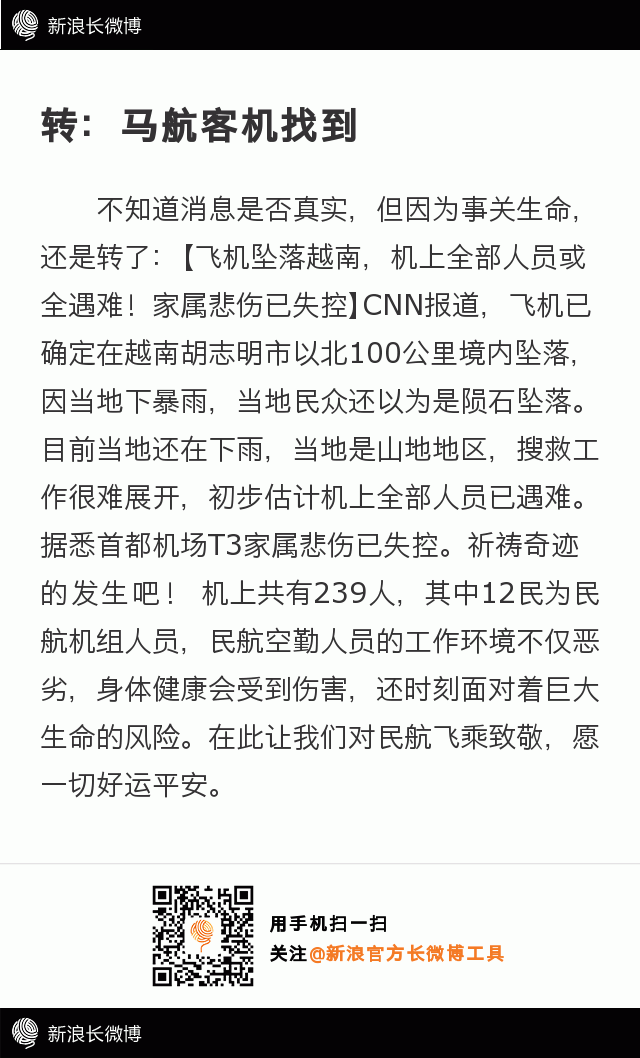 新浪长微博
转：马航客机找到
不知道消息是否真实，但因为事关生命，
还是转了：【飞机坠落越南，机上全部人员或
全遇难！家属悲伤已失控】CNN报道，飞机已
确定在越南胡志明市以北100公里境内坠落，
因当地下暴雨，当地民众还以为是陨石坠落。
目前当地还在下雨，当地是山地地区，搜救工
作很难展开，初步估计机上全部人员已遇难。
据悉首都机场T3家属悲伤已失控。祈祷奇迹
的发生吧！ 机上共有239人，其中12民为民
航机组人员，民航空勤人员的工作环境不仅恶
劣，身体健康会受到伤害，还时刻面对着巨大
生命的风险。在此让我们对民航飞乘致敬，愿
一切好运平安。
用手机扫一扫
关注@新浪官方长微博工具
新浪长微博